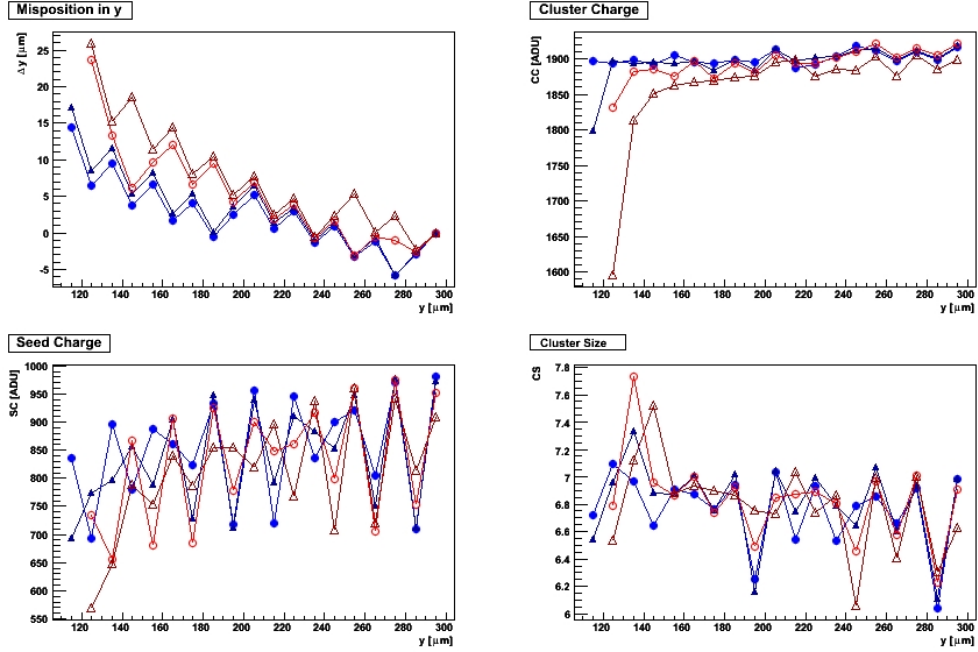 Misposition in y
Δy [μm]
25
20
15
10
5
0
-5
120 140 160 180 200 220 240 260 280 300
y [μm]
Cluster Charge
CC [ADU]
1900
1850
1800
1750
1700
1650
1600
120 140 160 180 200 220 240 260 280 300
y [μm]
Seed Charge
SC [ADU]
1000
950
900
850
800
750
700
650
600
550
120 140 160 180 200 220 240 260 280 300
y [μm]
Cluster Size
CS
7.8
7.6
7.4
7.2
7
6.8
6.6
6.4
6.2
6
120 140 160 180 200 220 240 260 280 300
y [μm]